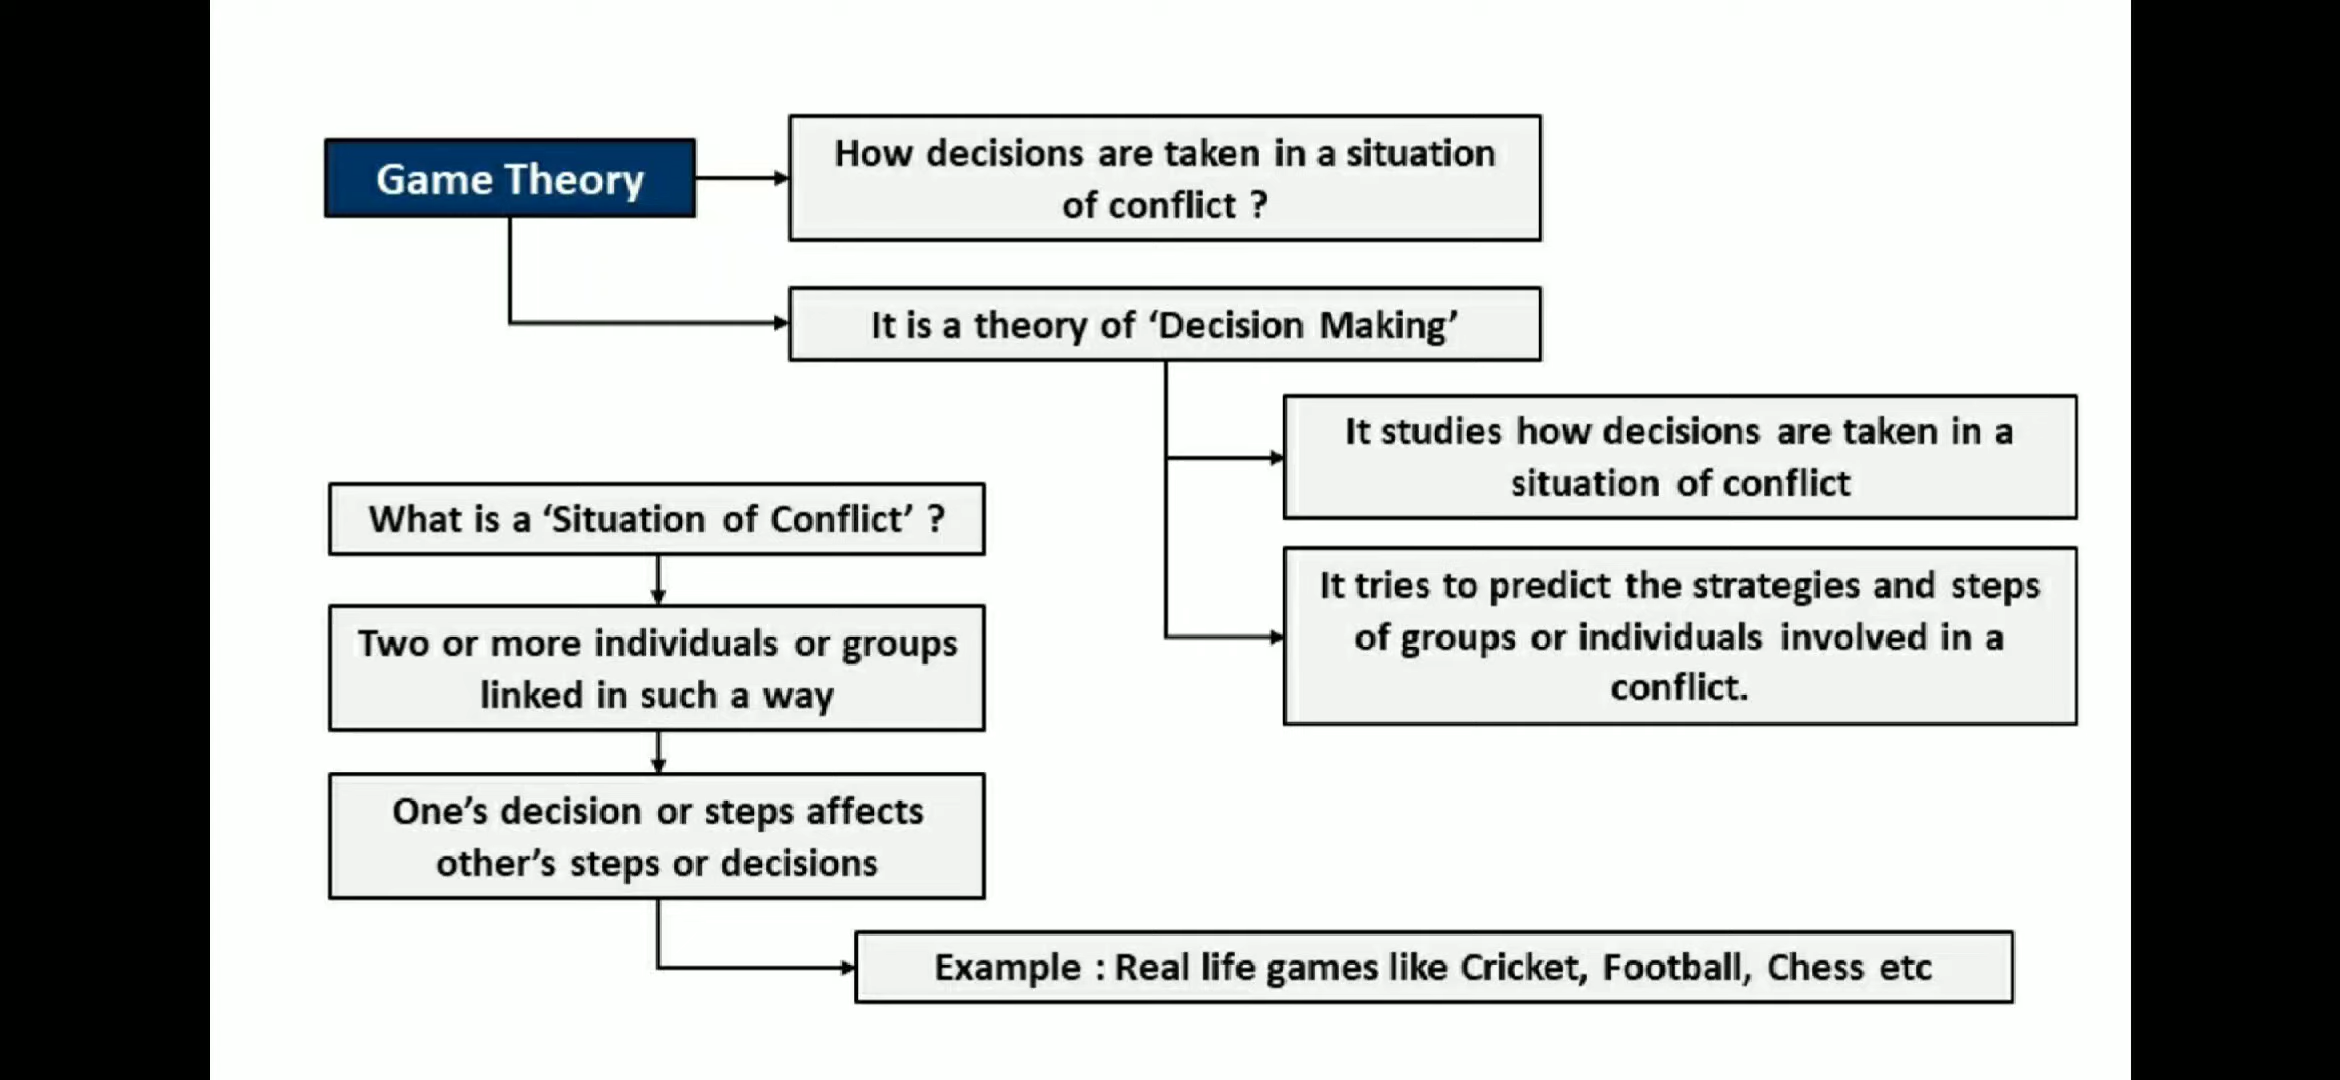 Game Theory
How decisions are taken in a situation
of conflict ?
It is a theory of ‘Decision Making’
It studies how decisions are taken in a
situation of conflict
It tries to predict the strategies and steps
of groups or individuals involved in a
conflict.
What is a ‘Situation of Conflict’ ?
Two or more individuals or groups
linked in such a way
One’s decision or steps affects
other’s steps or decisions
Example : Real life games like Cricket, Football, Chess etc